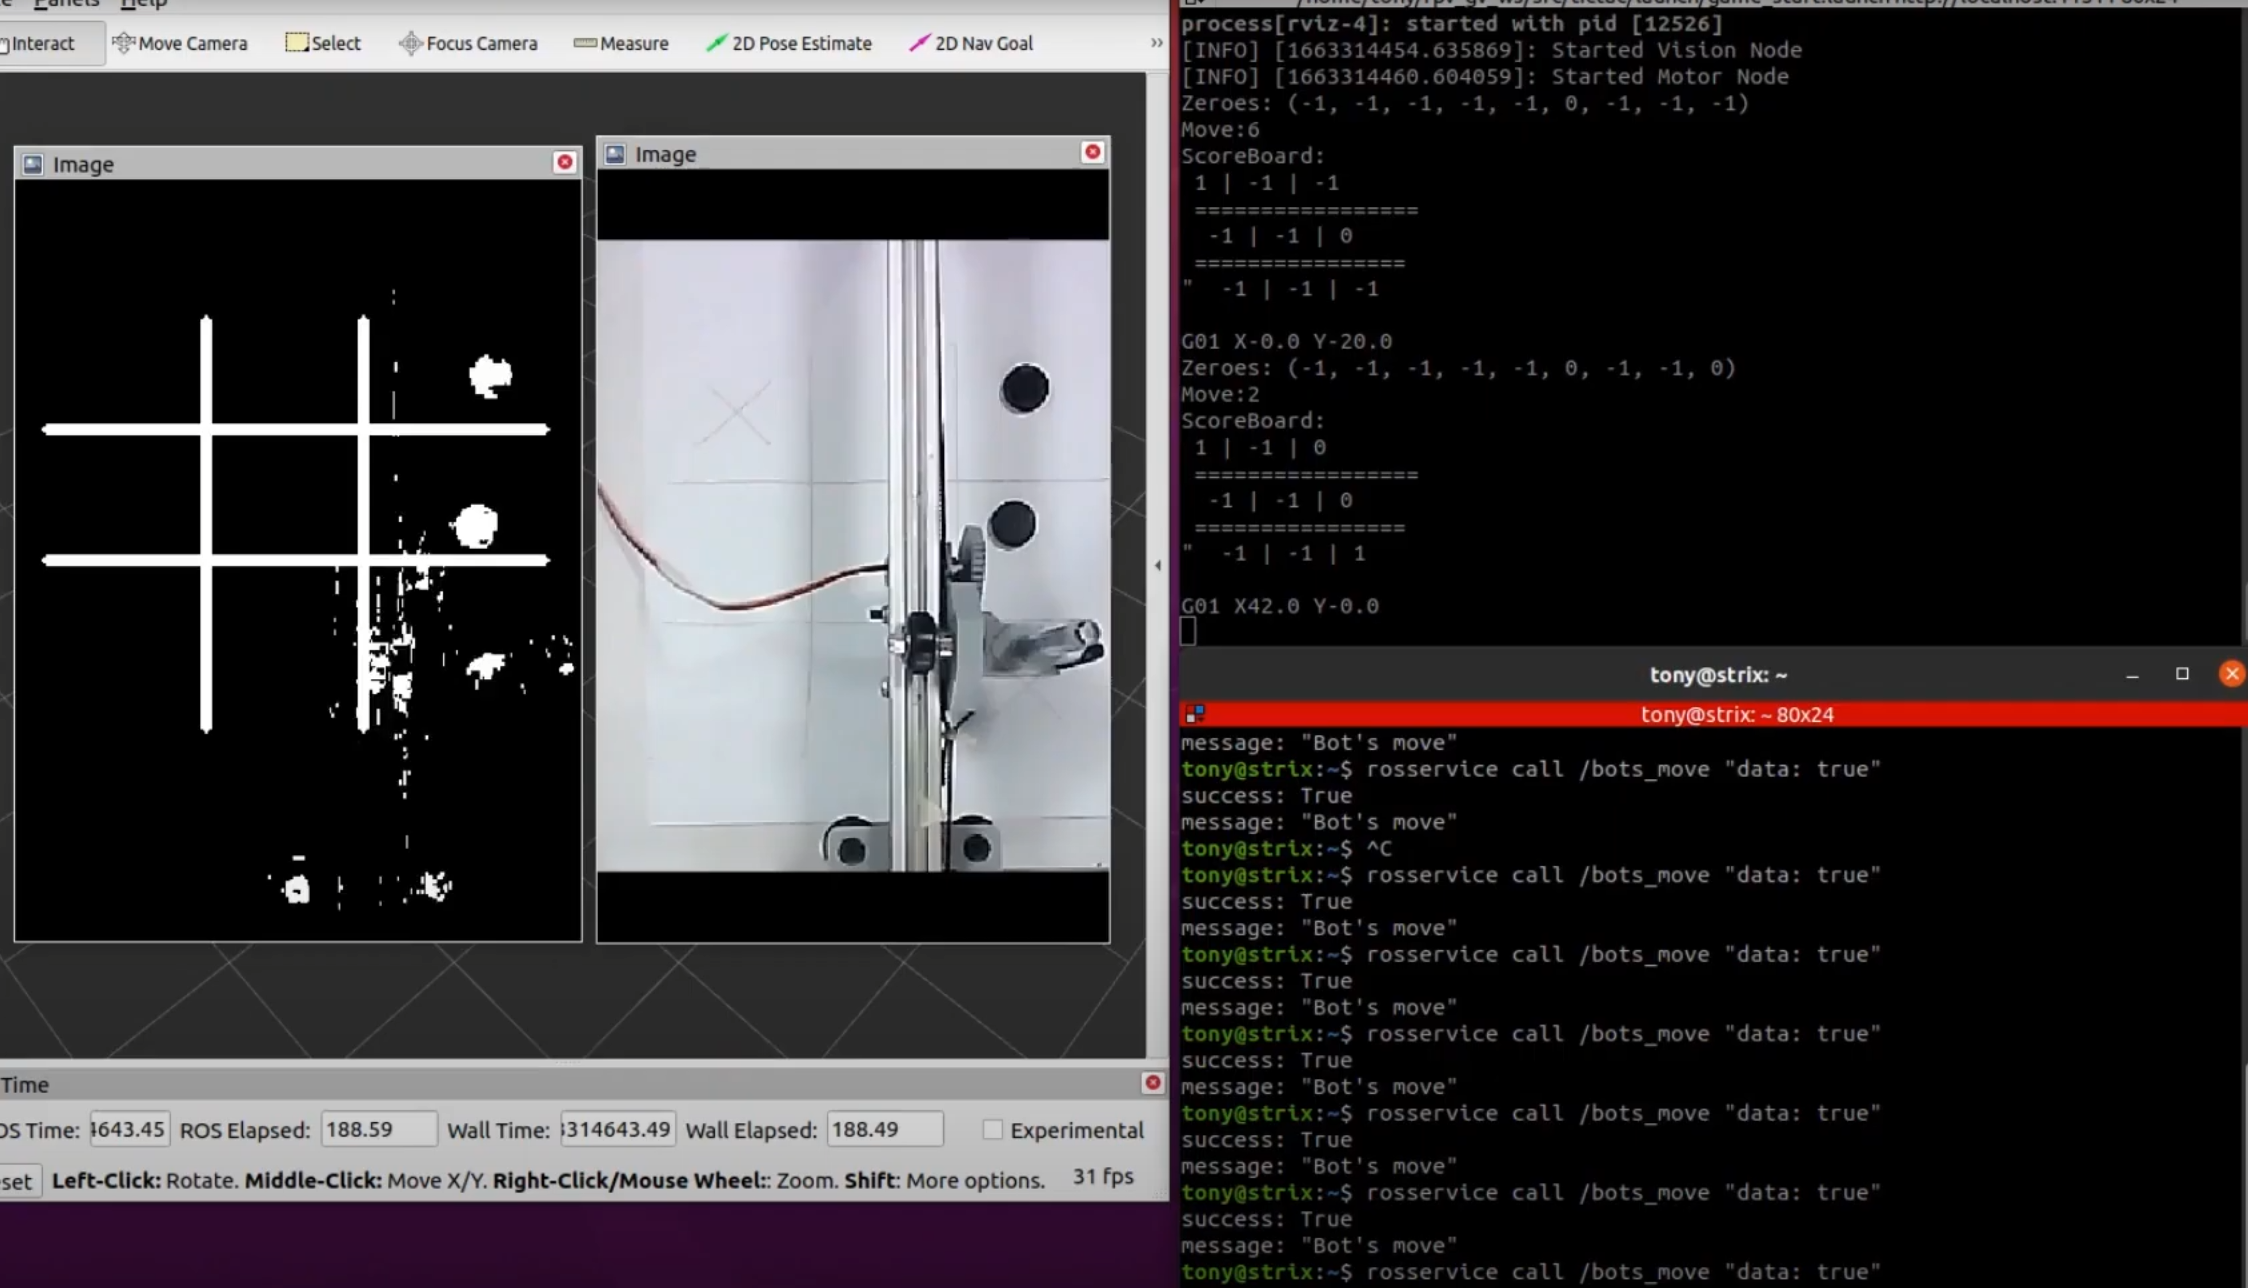 Panels Help
Interact Move Camera Select Focus Camera Measure 2D Pose Estimate 2D Nav Goal »
Image
Image
Time
OS Time: 4643.45 ROS Elapsed: 188.59 Wall Time: 314643.49 Wall Elapsed: 188.49 Experimental
set Left-Click: Rotate. Middle-Click: Move X/Y. Right-Click/Mouse Wheel:: Zoom. Shift: More options. 31 fps
process[rviz-4]: started with pid [12526]
[INFO] [1663314454.635869]: Started Vision Node
[INFO] [1663314460.604059]: Started Motor Node
Zeroes: (-1, -1, -1, -1, -1, 0, -1, -1, -1)
Move:6
ScoreBoard:
1 | -1 | -1
=================
-1 | -1 | 0
================
" -1 | -1 | -1
G01 X-0.0 Y-20.0
Zeroes: (-1, -1, -1, -1, -1, 0, -1, -1, 0)
Move:2
ScoreBoard:
1 | -1 | 0
=================
-1 | -1 | 0
================
" -1 | -1 | 1
G01 X42.0 Y-0.0
tony@strix: ~
tony@strix: ~ 80x24
message: "Bot's move"
tony@strix:~$ rosservice call /bots_move "data: true"
success: True
message: "Bot's move"
tony@strix:~$ ^C
tony@strix:~$ rosservice call /bots_move "data: true"
success: True
message: "Bot's move"
tony@strix:~$ rosservice call /bots_move "data: true"
success: True
message: "Bot's move"
tony@strix:~$ rosservice call /bots_move "data: true"
success: True
message: "Bot's move"
tony@strix:~$ rosservice call /bots_move "data: true"
success: True
message: "Bot's move"
tony@strix:~$ rosservice call /bots_move "data: true"
success: True
message: "Bot's move"
tony@strix:~$ rosservice call /bots_move "data: true"